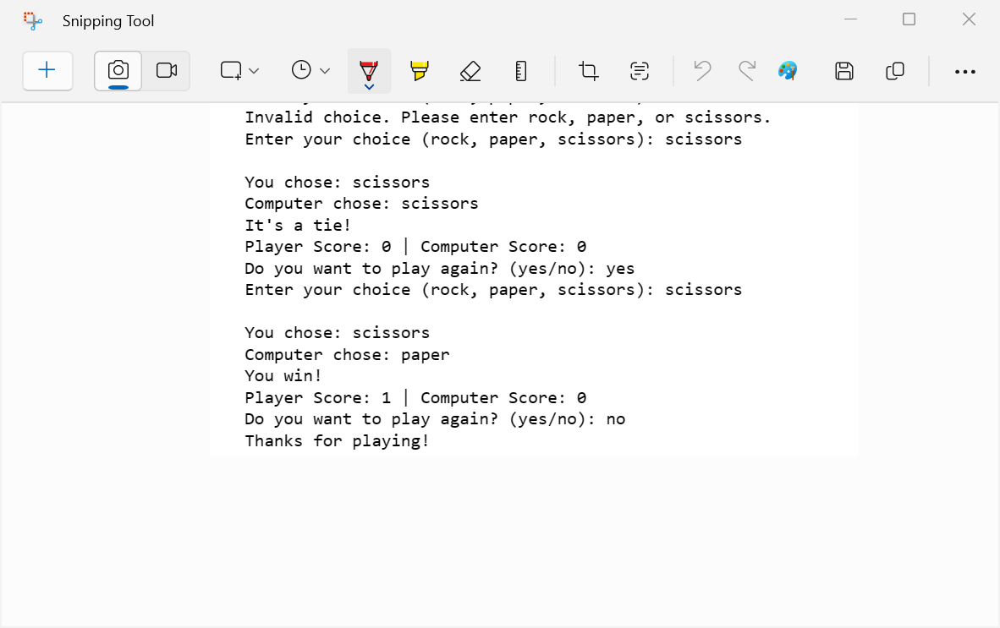 Snipping Tool
Invalid choice. Please enter rock, paper, or scissors.
Enter your choice (rock, paper, scissors): scissors

You chose: scissors
Computer chose: scissors
It's a tie!
Player Score: 0 | Computer Score: 0
Do you want to play again? (yes/no): yes
Enter your choice (rock, paper, scissors): scissors

You chose: scissors
Computer chose: paper
You win!
Player Score: 1 | Computer Score: 0
Do you want to play again? (yes/no): no
Thanks for playing!